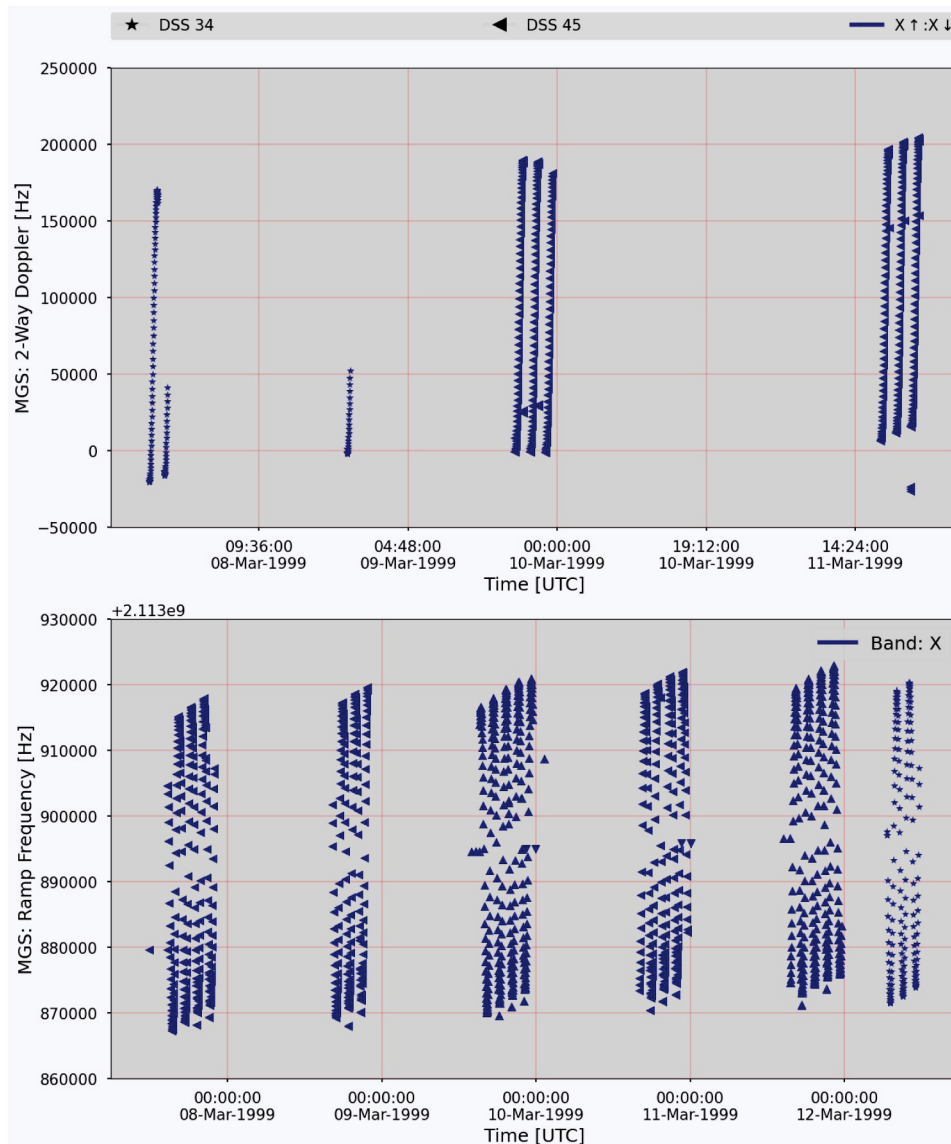 DSS 34 DSS 45 X↑:X↓
250000
200000
150000
100000
50000
0
−50000
MGS: 2-Way Doppler [Hz]
09:36:00 04:48:00 00:00:00 19:12:00 14:24:00
08-Mar-1999 09-Mar-1999 10-Mar-1999 10-Mar-1999 11-Mar-1999
Time [UTC]
+2.113e9
930000
920000
910000
900000
890000
880000
870000
860000
MGS: Ramp Frequency [Hz]
Band: X
00:00:00 00:00:00 00:00:00 00:00:00 00:00:00
08-Mar-1999 09-Mar-1999 10-Mar-1999 11-Mar-1999 12-Mar-1999
Time [UTC]